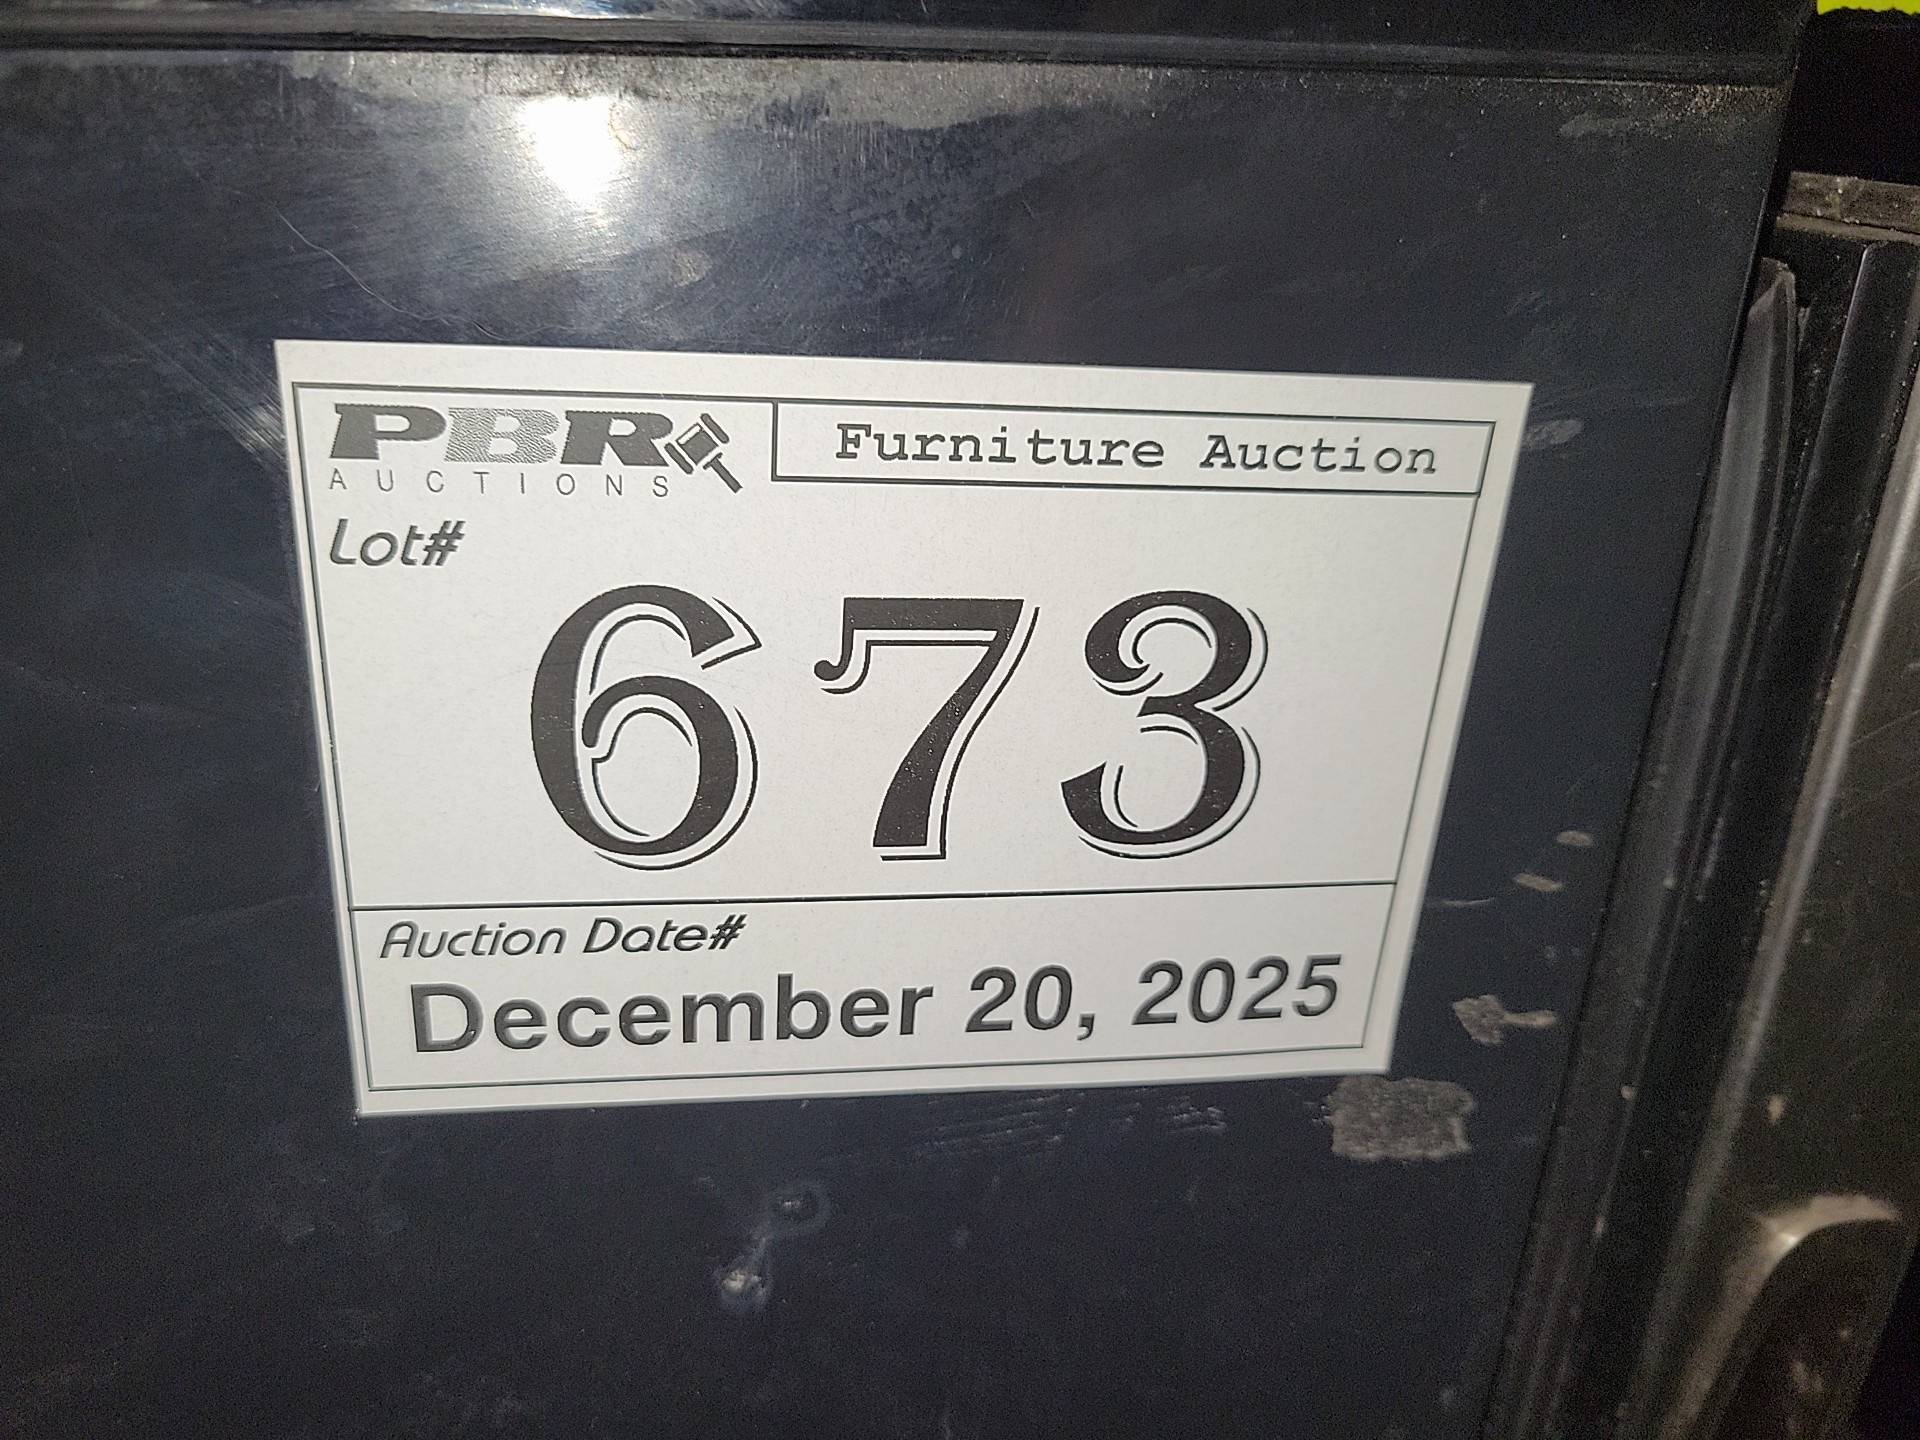 PBR
AUCTIONS
Furniture Auction
Lot#
673
Auction Date#
December 20, 2025